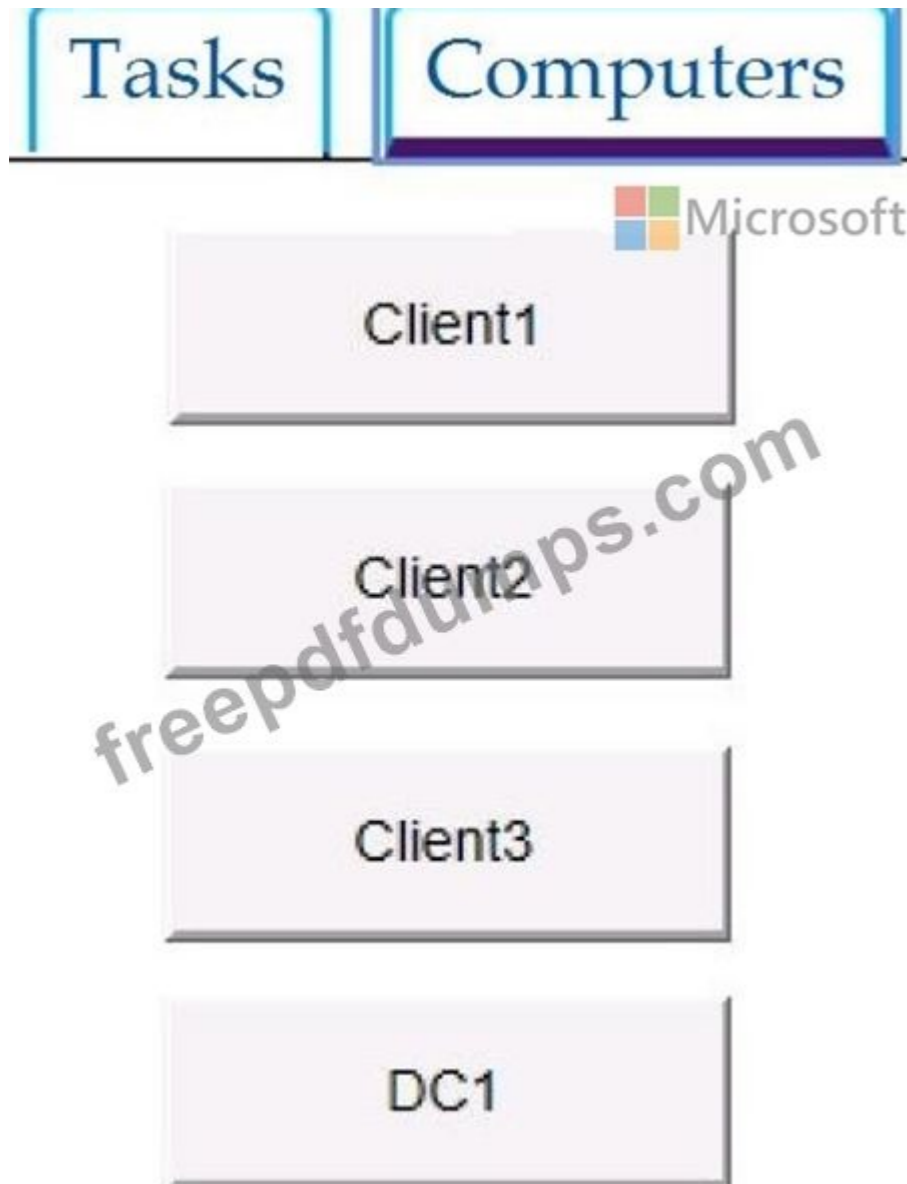 Tasks Computers
Microsoft
Client1
Client2
freepdfdumps.com
Client3
DC1